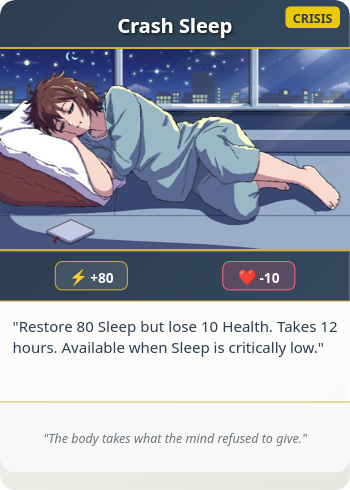 Crash Sleep
CRISIS
⚡ +80
❤️ -10
"Restore 80 Sleep but lose 10 Health. Takes 12
hours. Available when Sleep is critically low."
"The body takes what the mind refused to give."